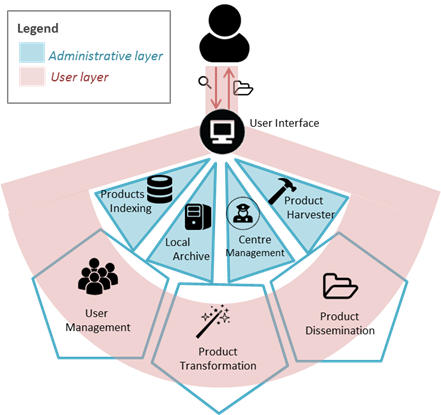 Legend
Administrative layer
User layer
User Interface
Products
Indexing
Product
Harvester
Local
Archive
Centre
Management
User
Management
Product
Dissemination
Product
Transformation